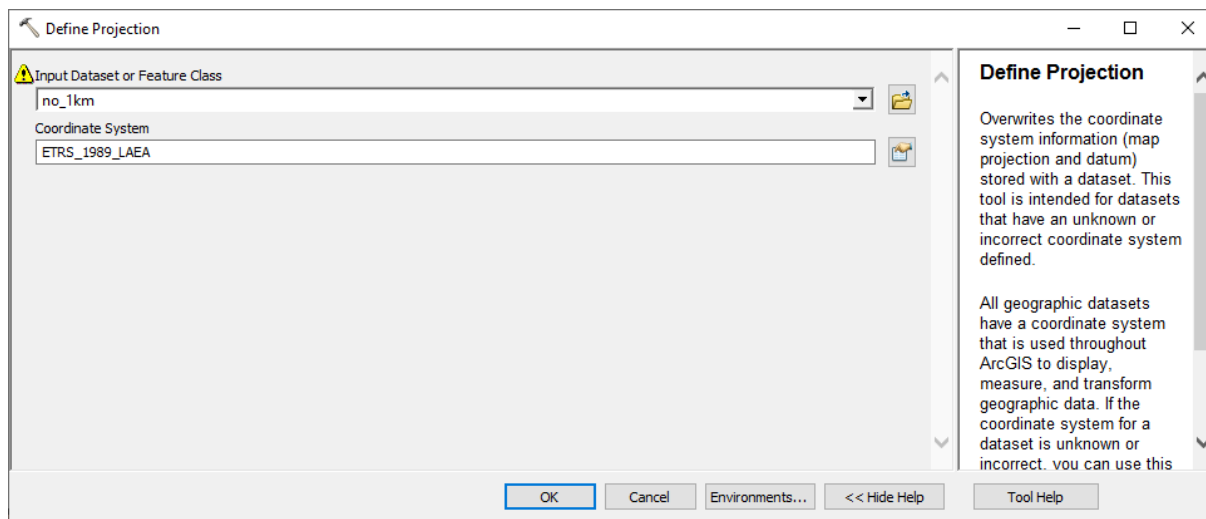 Define Projection
Input Dataset or Feature Class
no_1km
Coordinate System
ETRS_1989_LAEA
Define Projection
Overwrites the coordinate
system information (map
projection and datum)
stored with a dataset. This
tool is intended for datasets
that have an unknown or
incorrect coordinate system
defined.
All geographic datasets
have a coordinate system
that is used throughout
ArcGIS to display,
measure, and transform
geographic data. If the
coordinate system for a
dataset is unknown or
incorrect, you can use this
OK
Cancel
Environments...
<< Hide Help
Tool Help